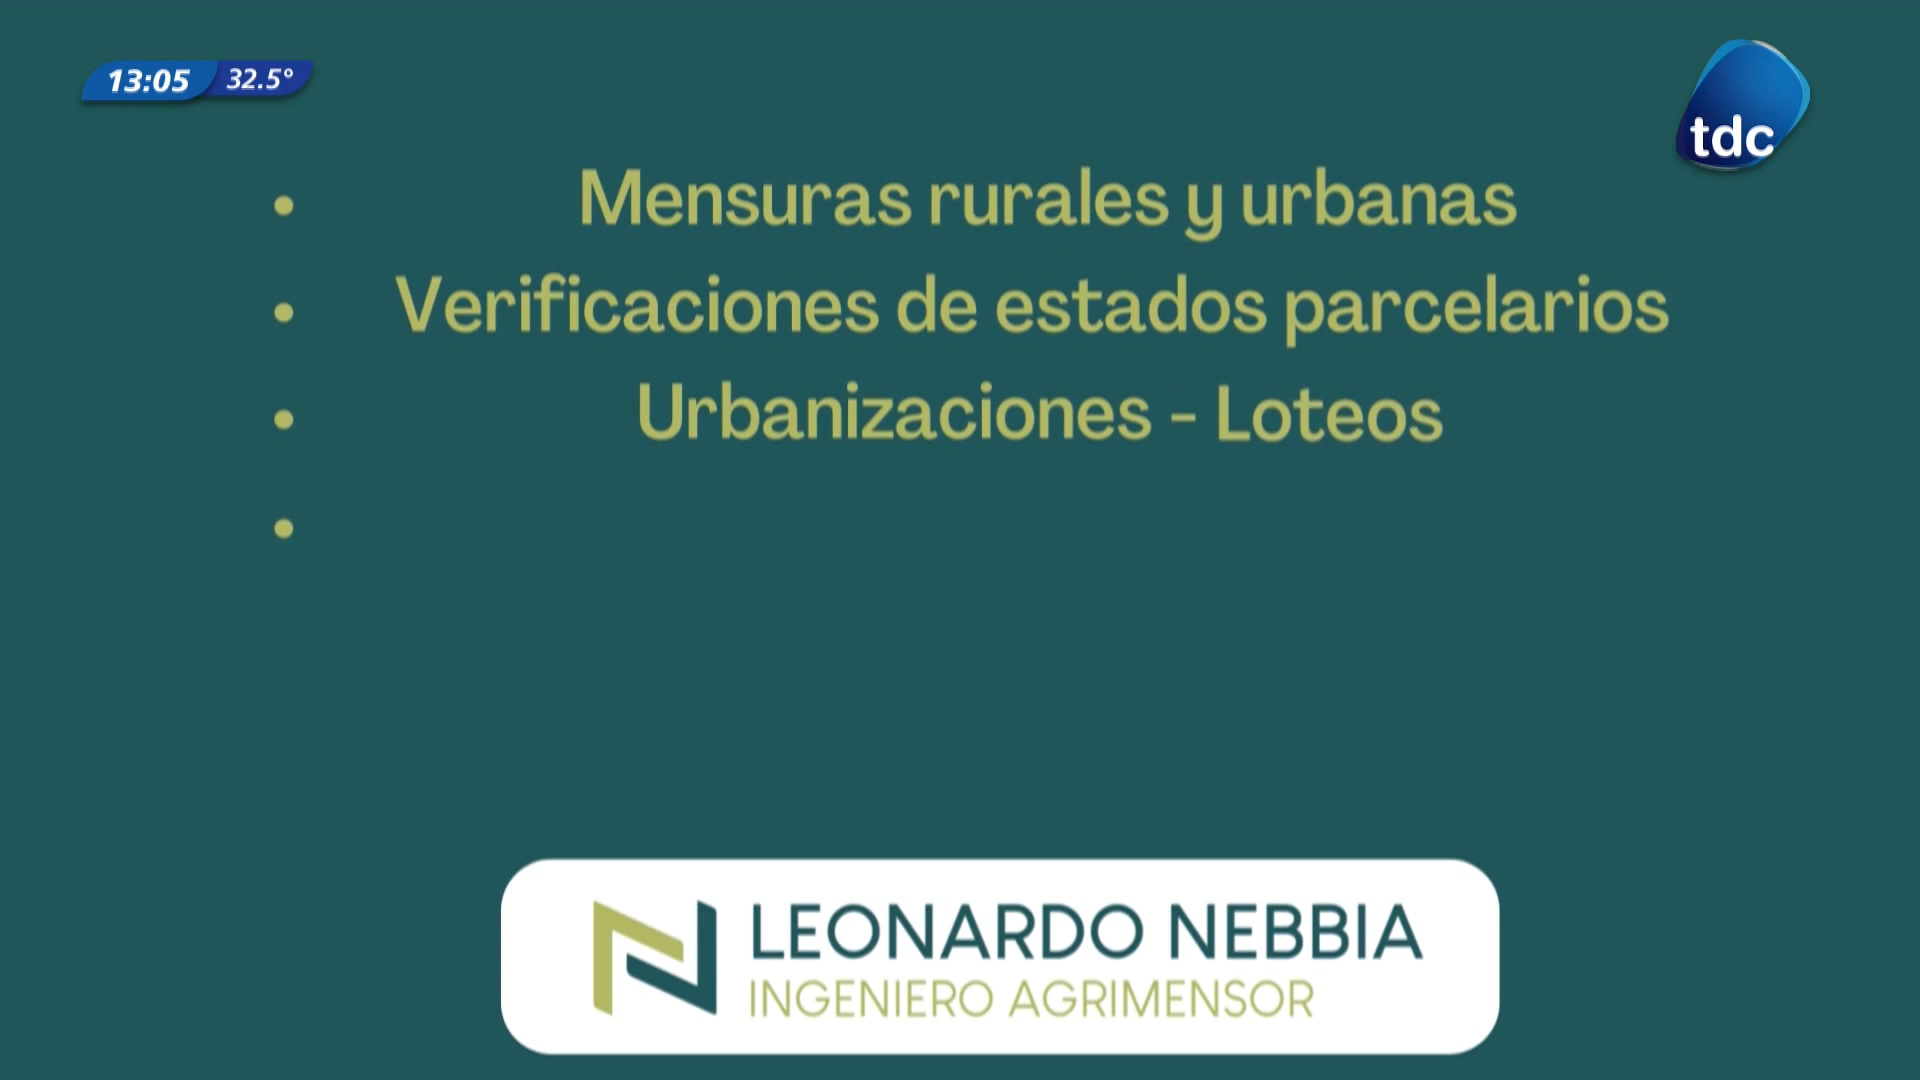 13:05 32.5°
tdc
• Mensuras rurales y urbanas
• Verificaciones de estados parcelarios
• Urbanizaciones - Loteos
•
LEONARDO NEBBIA
INGENIERO AGRIMENSOR